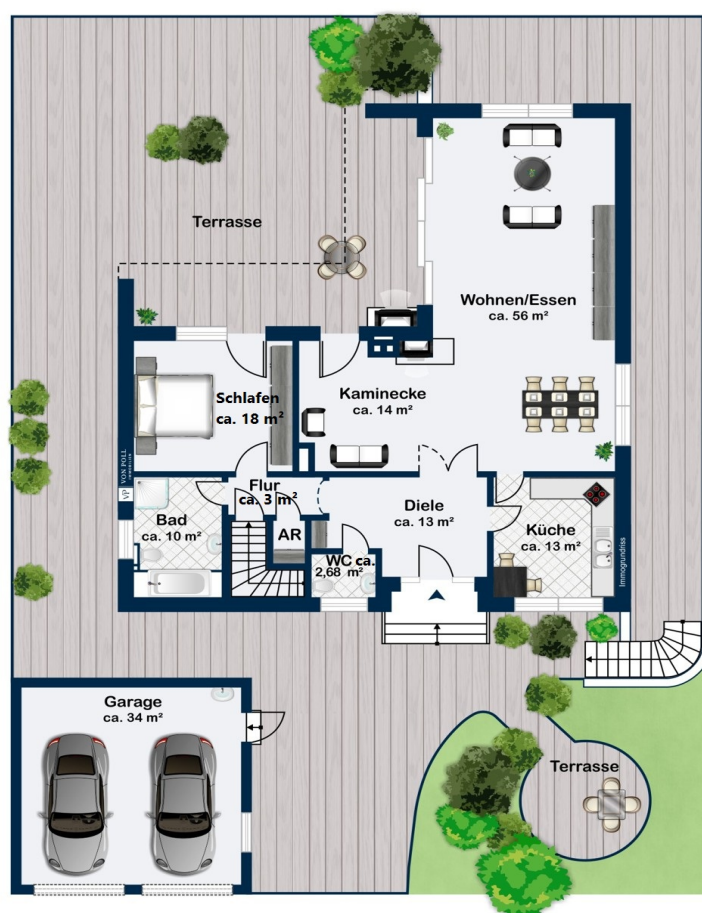 Terrasse
Wohnen/Essen
ca. 56 m²
Schlafen
ca. 18 m²
Kaminecke
ca. 14 m²
VON POLL
IMMOBILIEN
VP
Flur
ca. 3 m²
Bad
ca. 10 m²
AR
Diele
ca. 13 m²
WC ca.
2,68 m²
Küche
ca. 13 m²
Immogrundriss
Garage
ca. 34 m²
Terrasse